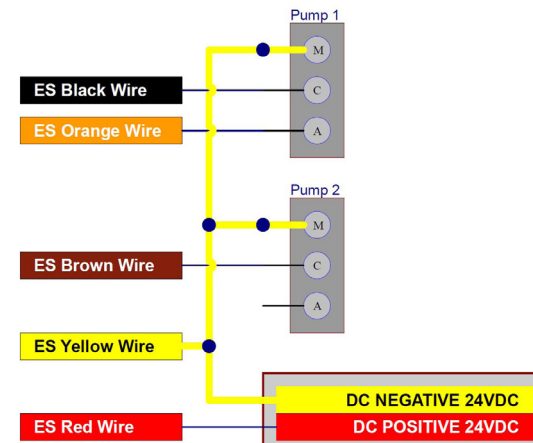 Pump 1
M
ES Black Wire
C
ES Orange Wire
A
Pump 2
M
ES Brown Wire
C
A
ES Yellow Wire
DC NEGATIVE 24VDC
ES Red Wire
DC POSITIVE 24VDC